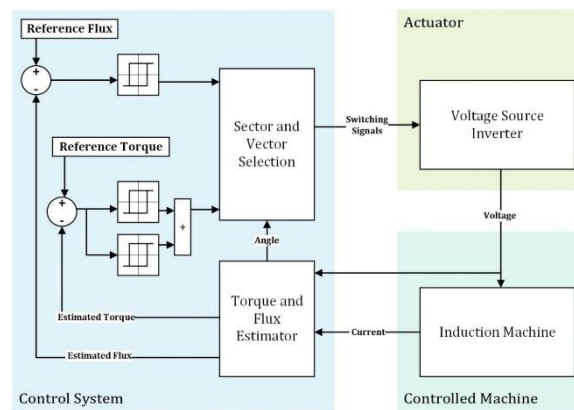 Reference Flux
Actuator
+
-
Sector and
Vector
Selection
Switching
Signals
Voltage Source
Inverter
Reference Torque
+
-
+
Voltage
Angle
Torque and
Flux
Estimator
Estimated Torque
Current
Induction Machine
Estimated Flux
Control System
Controlled Machine